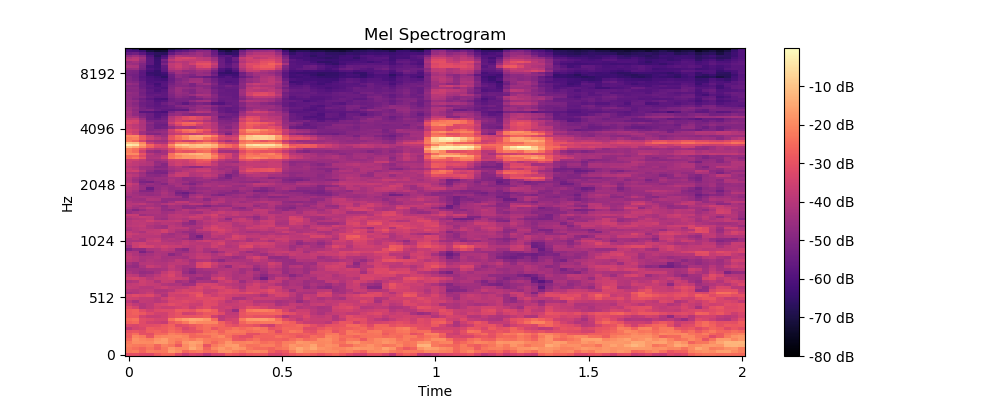 Mel Spectrogram
Hz
8192
4096
2048
1024
512
0
0 0.5 1 1.5 2
Time
-10 dB
-20 dB
-30 dB
-40 dB
-50 dB
-60 dB
-70 dB
-80 dB